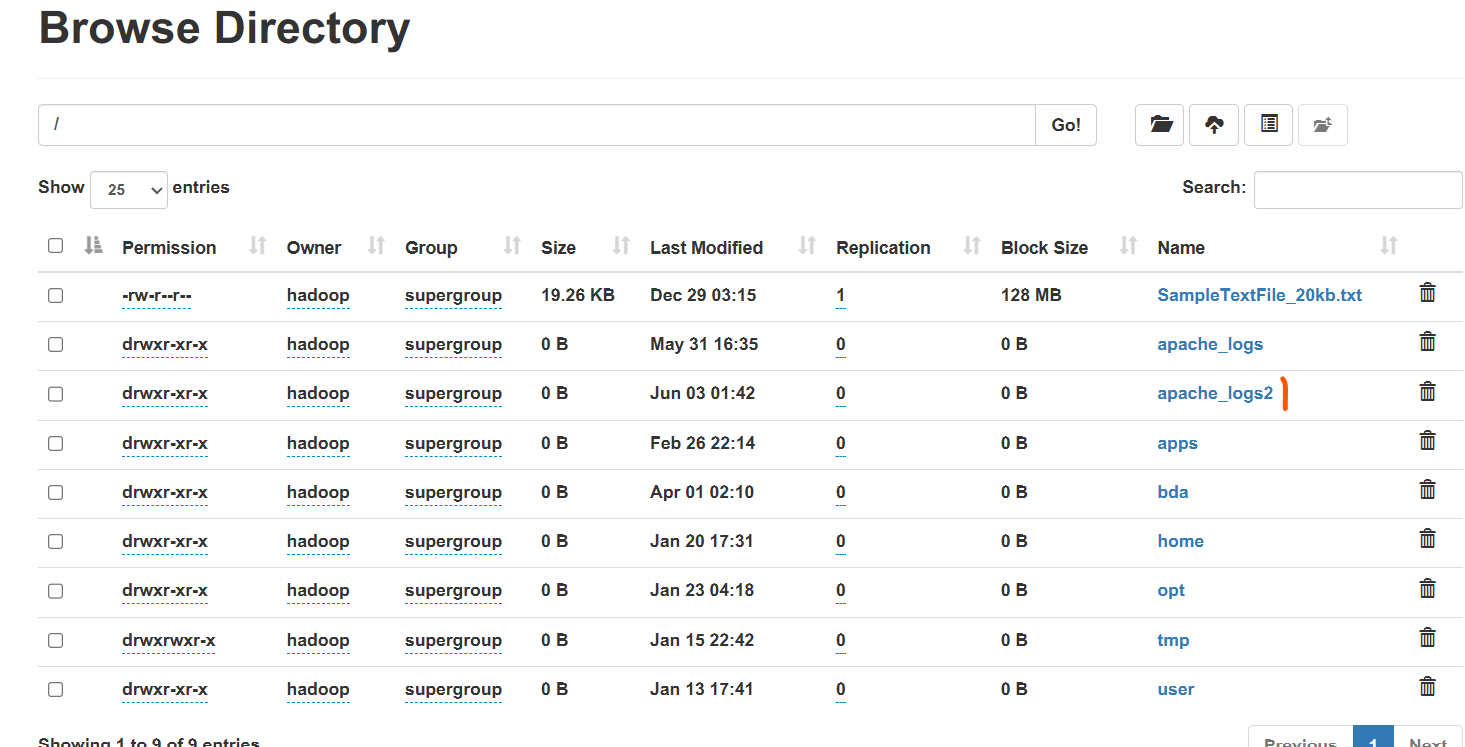 Browse Directory
/ Go!
Show 25 entries Search:
Permission Owner Group Size Last Modified Replication Block Size Name
-rw-r--r-- hadoop supergroup 19.26 KB Dec 29 03:15 1 128 MB SampleTextFile_20kb.txt
drwxr-xr-x hadoop supergroup 0 B May 31 16:35 0 0 B apache_logs
drwxr-xr-x hadoop supergroup 0 B Jun 03 01:42 0 0 B apache_logs2
drwxr-xr-x hadoop supergroup 0 B Feb 26 22:14 0 0 B apps
drwxr-xr-x hadoop supergroup 0 B Apr 01 02:10 0 0 B bda
drwxr-xr-x hadoop supergroup 0 B Jan 20 17:31 0 0 B home
drwxr-xr-x hadoop supergroup 0 B Jan 23 04:18 0 0 B opt
drwxrwxr-x hadoop supergroup 0 B Jan 15 22:42 0 0 B tmp
drwxr-xr-x hadoop supergroup 0 B Jan 13 17:41 0 0 B user
Showing 1 to 9 of 9 entries Previous 1 Next